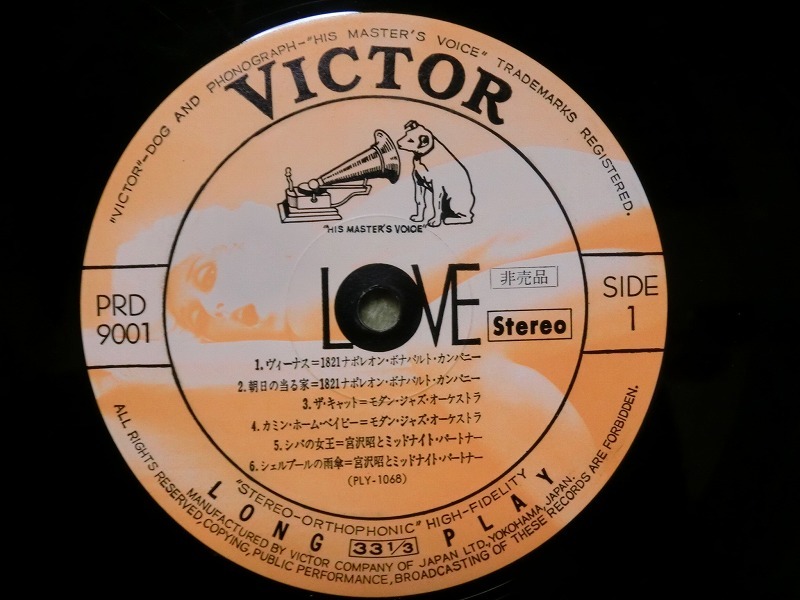 "VICTOR"-DOG AND PHONOGRAPH-"HIS MASTER'S VOICE" TRADEMARKS REGISTERED.
VICTOR
"HIS MASTER'S VOICE"
LOVE
非売品
PRD
9001
SIDE
1
Stereo
1. ヴィーナス=1821ナポレオン・ボナパルト・カンパニー
2. 朝日の当る家=1821ナポレオン・ボナパルト・カンパニー
3. ザ・キャット=モダン・ジャズ・オーケストラ
4. カミン・ホーム・ベイビー=モダン・ジャズ・オーケストラ
5. シバの女王=宮沢昭とミッドナイト・パートナー
6. シェルブールの雨傘=宮沢昭とミッドナイト・パートナー
(PLY-1068)
"STEREO-ORTHOPHONIC" HIGH-FIDELITY
LONG 33 1/3 PLAY
MANUFACTURED BY VICTOR COMPANY OF JAPAN LTD., YOKOHAMA, JAPAN.
ALL RIGHTS RESERVED, COPYING, PUBLIC PERFORMANCE, BROADCASTING OF THESE RECORDS ARE FORBIDDEN.